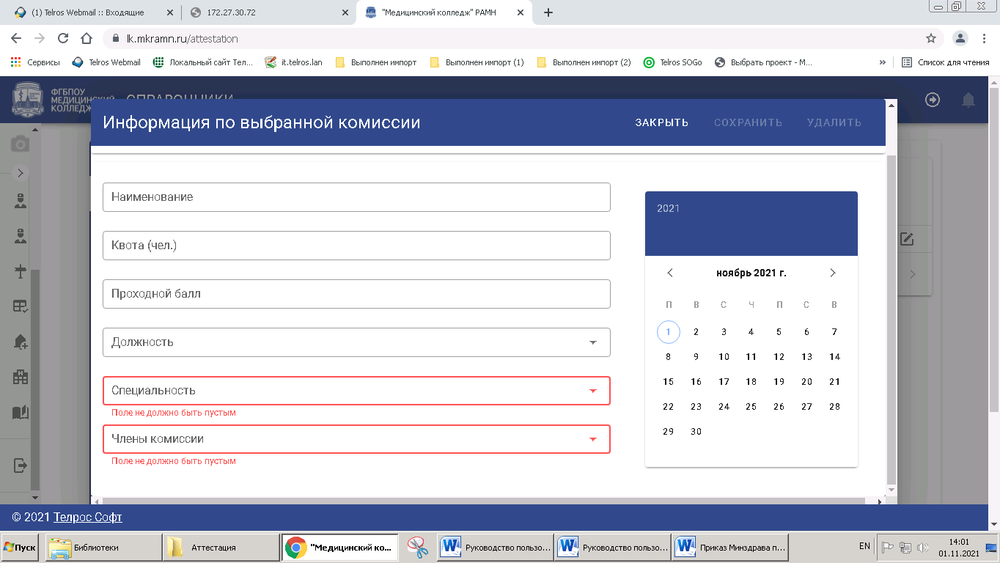 (1) Telros Webmail :: Входящие
172.27.30.72
"Медицинский колледж" РАМН
lk.mkramn.ru/attestation
Сервисы
Telros Webmail
Локальный сайт Тел...
it.telros.lan
Выполнен импорт
Выполнен импорт (1)
Выполнен импорт (2)
Telros SOGo
Выбрать проект - M...
»
Список для чтения
ФГБПОУ
МЕДИЦИНСКИЙ
КОЛЛЕДЖ
СПРАВОЧНИКИ
Информация по выбранной комиссии
ЗАКРЫТЬ
СОХРАНИТЬ
УДАЛИТЬ
Наименование
Квота (чел.)
Проходной балл
Должность
Специальность
Поле не должно быть пустым
Члены комиссии
Поле не должно быть пустым
2021
ноябрь 2021 г.
П В С Ч П С В
1 2 3 4 5 6 7
8 9 10 11 12 13 14
15 16 17 18 19 20 21
22 23 24 25 26 27 28
29 30
© 2021 Телрос Софт
Пуск
Библиотеки
Аттестация
"Медицинский ко...
Руководство пользо...
Руководство пользо...
Приказ Минздрава п...
EN
14:01
01.11.2021